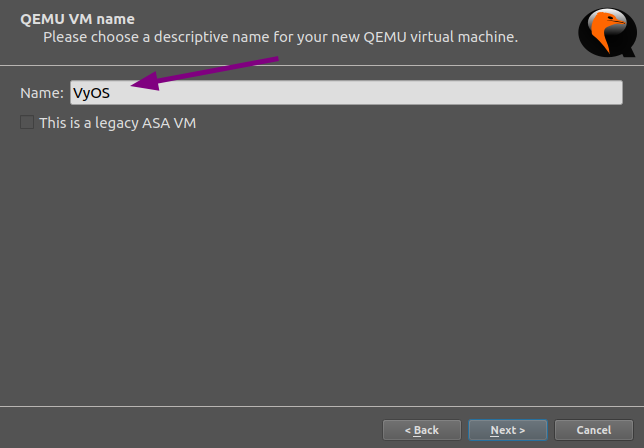 QEMU VM name
Please choose a descriptive name for your new QEMU virtual machine.
Name: VyOS
This is a legacy ASA VM
< Back Next > Cancel